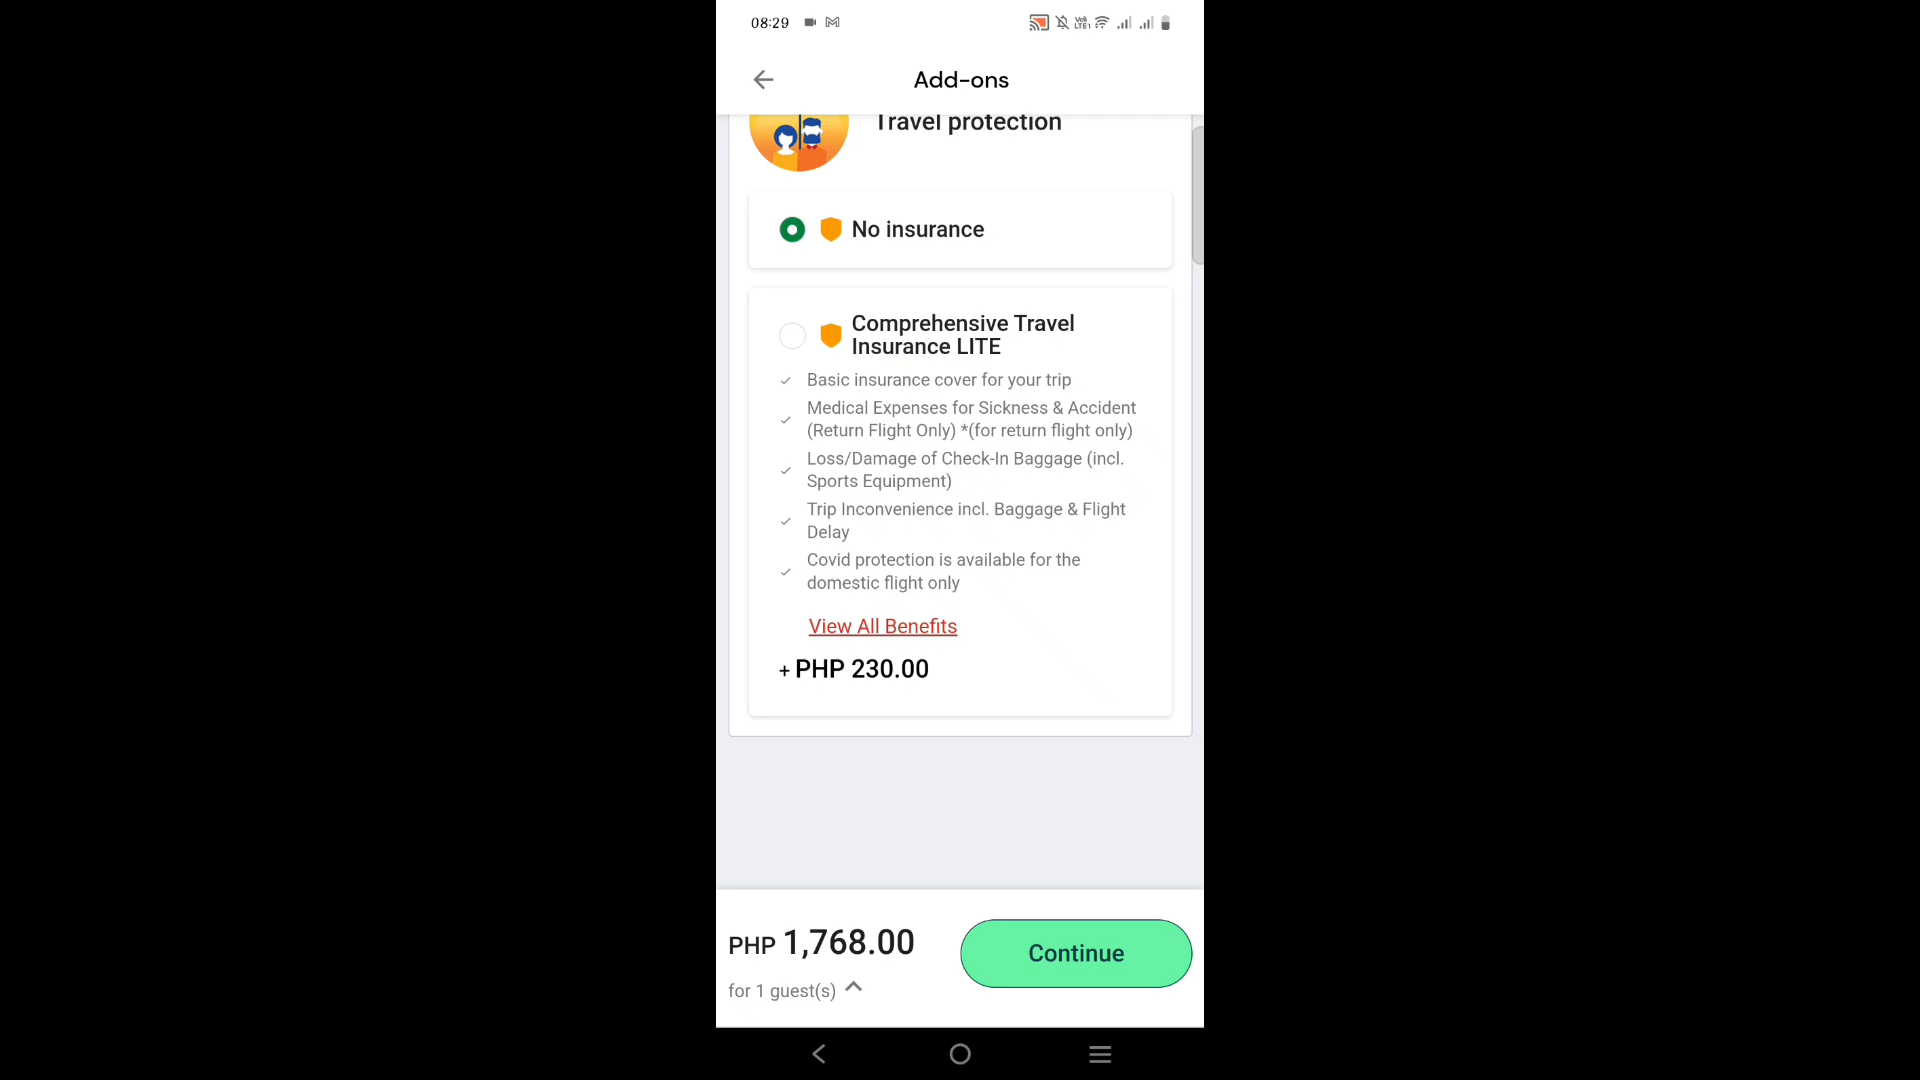 08:29
Add-ons
Travel protection
No insurance
Comprehensive Travel
Insurance LITE
Basic insurance cover for your trip
Medical Expenses for Sickness & Accident
(Return Flight Only) *(for return flight only)
Loss/Damage of Check-In Baggage (incl.
Sports Equipment)
Trip Inconvenience incl. Baggage & Flight
Delay
Covid protection is available for the
domestic flight only
View All Benefits
+ PHP 230.00
PHP 1,768.00
for 1 guest(s)
Continue